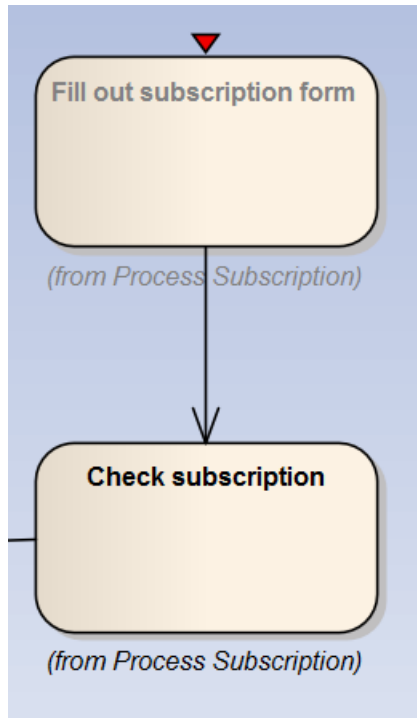 Fill out subscription form
(from Process Subscription)
Check subscription
(from Process Subscription)